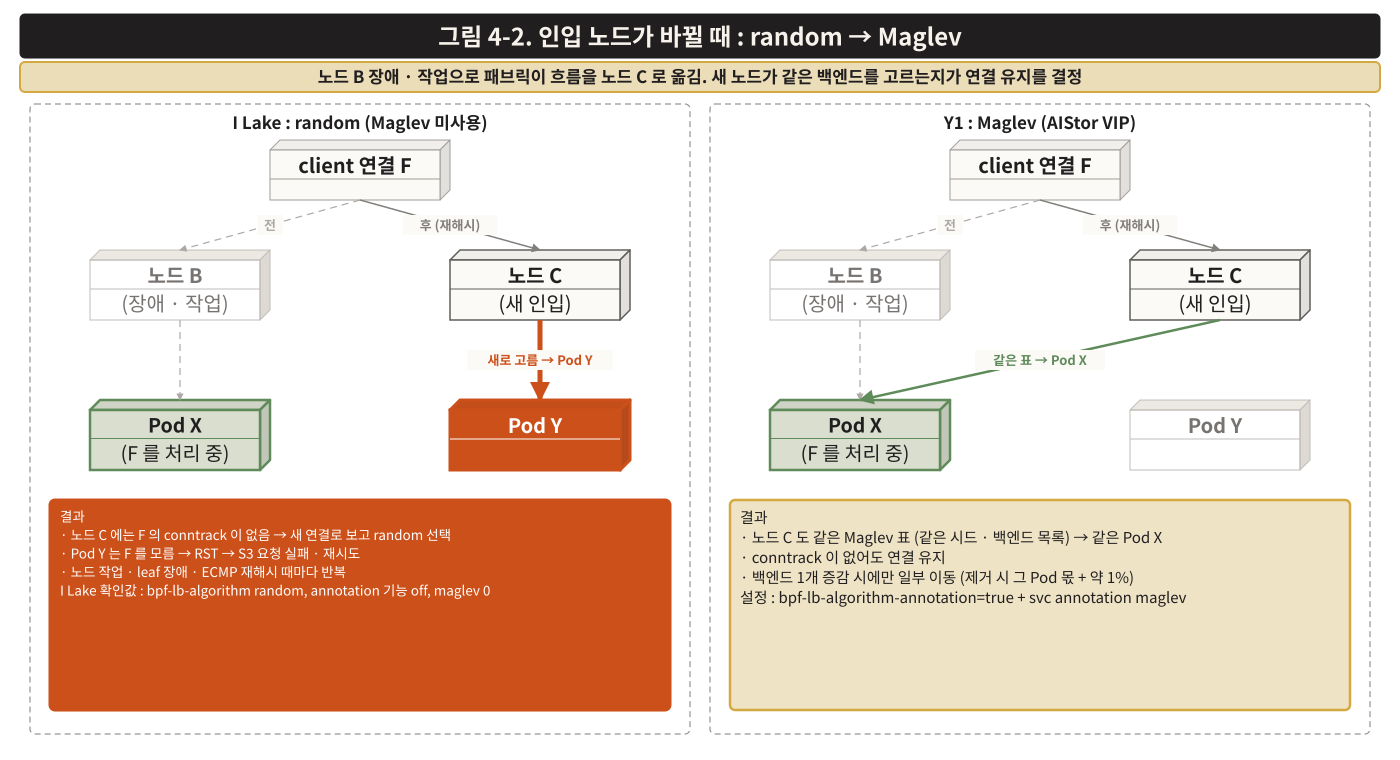 그림 4-2. 인입 노드가 바뀔 때 : random → Maglev
노드 B 장애 · 작업으로 패브릭이 흐름을 노드 C 로 옮김. 새 노드가 같은 백엔드를 고르는지가 연결 유지를 결정
I Lake : random (Maglev 미사용)
client 연결 F
전
후 (재해시)
노드 B
(장애 · 작업)
노드 C
(새 인입)
새로 고름 → Pod Y
Pod X
(F 를 처리 중)
Pod Y
결과
· 노드 C 에는 F 의 conntrack 이 없음 → 새 연결로 보고 random 선택
· Pod Y 는 F 를 모름 → RST → S3 요청 실패 · 재시도
· 노드 작업 · leaf 장애 · ECMP 재해시 때마다 반복
I Lake 확인값 : bpf-lb-algorithm random, annotation 기능 off, maglev 0
Y1 : Maglev (AIStor VIP)
client 연결 F
전
후 (재해시)
노드 B
(장애 · 작업)
노드 C
(새 인입)
같은 표 → Pod X
Pod X
(F 를 처리 중)
Pod Y
결과
· 노드 C 도 같은 Maglev 표 (같은 시드 · 백엔드 목록) → 같은 Pod X
· conntrack 이 없어도 연결 유지
· 백엔드 1개 증감 시에만 일부 이동 (제거 시 그 Pod 몫 + 약 1%)
설정 : bpf-lb-algorithm-annotation=true + svc annotation maglev